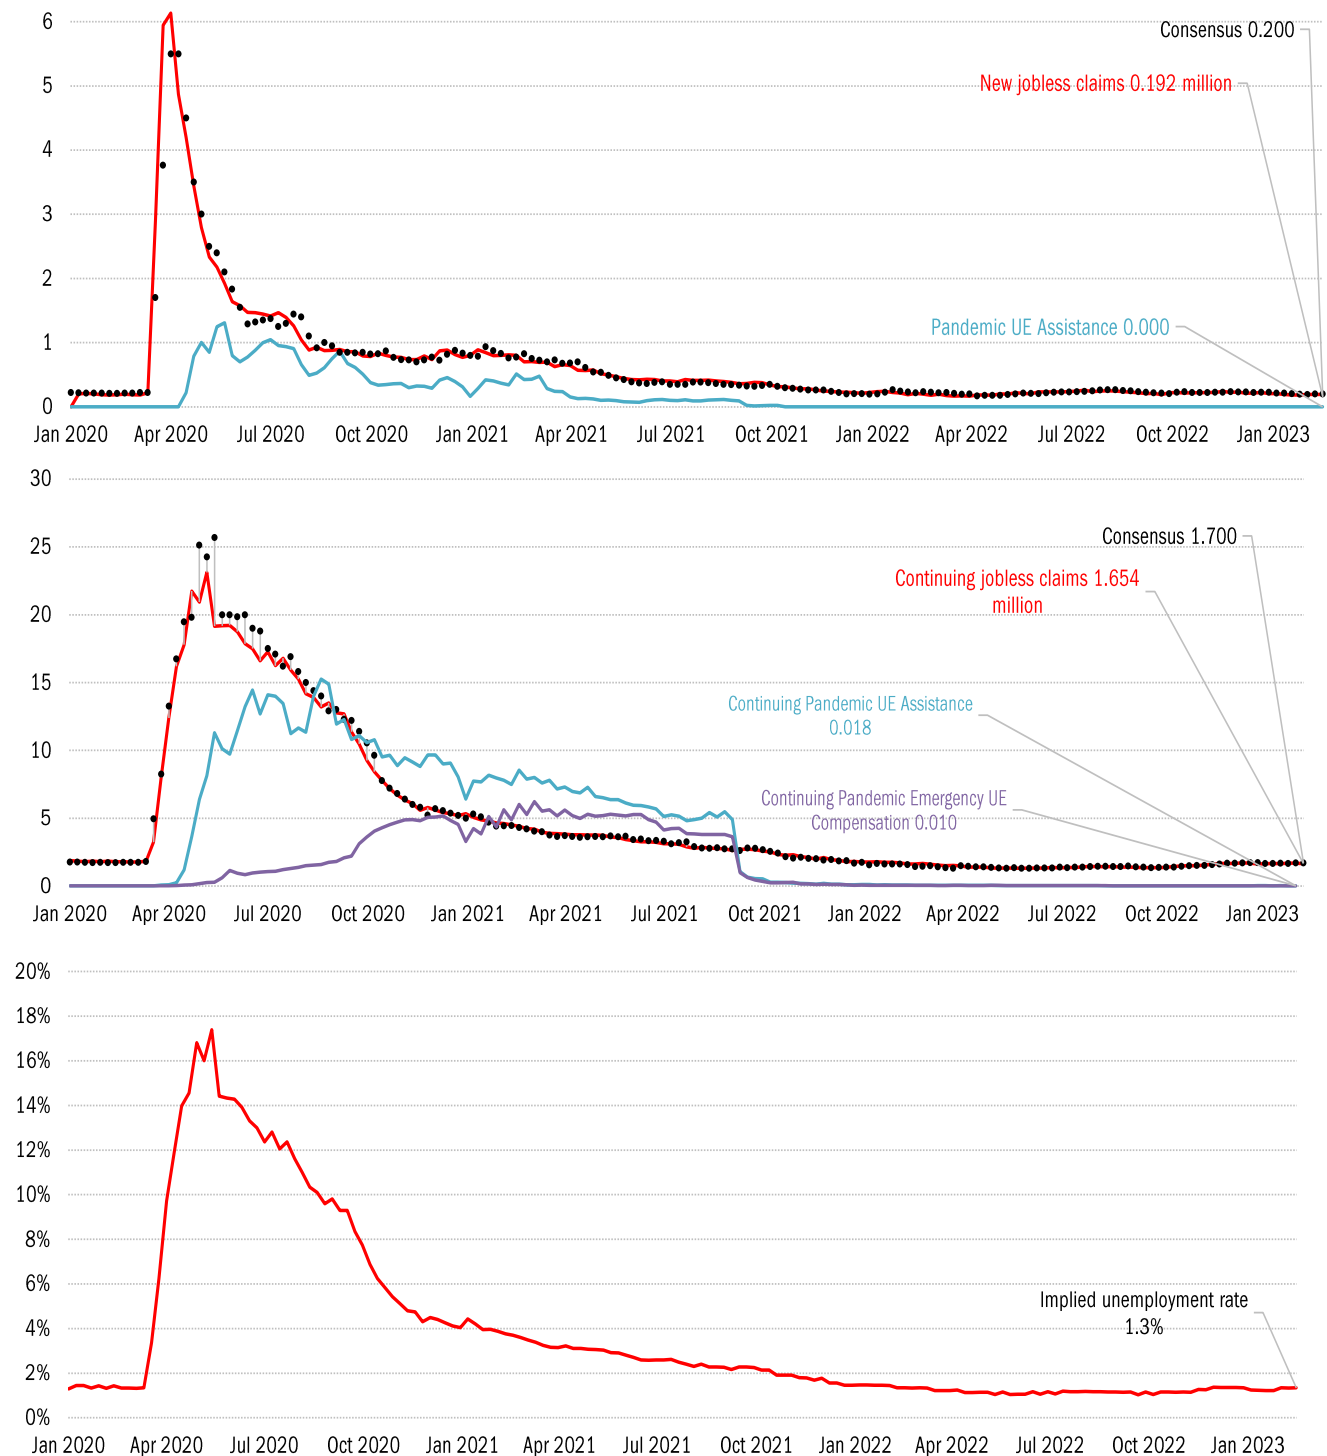 6
Consensus 0.200
5
New jobless claims 0.192 million
4
3
2
Pandemic UE Assistance 0.000
1
0
Jan 2020 Apr 2020 Jul 2020 Oct 2020 Jan 2021 Apr 2021 Jul 2021 Oct 2021 Jan 2022 Apr 2022 Jul 2022 Oct 2022 Jan 2023
30
25
Consensus 1.700
Continuing jobless claims 1.654
million
20
15
Continuing Pandemic UE Assistance
0.018
10
Continuing Pandemic Emergency UE
Compensation 0.010
5
0
Jan 2020 Apr 2020 Jul 2020 Oct 2020 Jan 2021 Apr 2021 Jul 2021 Oct 2021 Jan 2022 Apr 2022 Jul 2022 Oct 2022 Jan 2023
20%
18%
16%
14%
12%
10%
8%
6%
Implied unemployment rate
1.3%
4%
2%
0%
Jan 2020 Apr 2020 Jul 2020 Oct 2020 Jan 2021 Apr 2021 Jul 2021 Oct 2021 Jan 2022 Apr 2022 Jul 2022 Oct 2022 Jan 2023